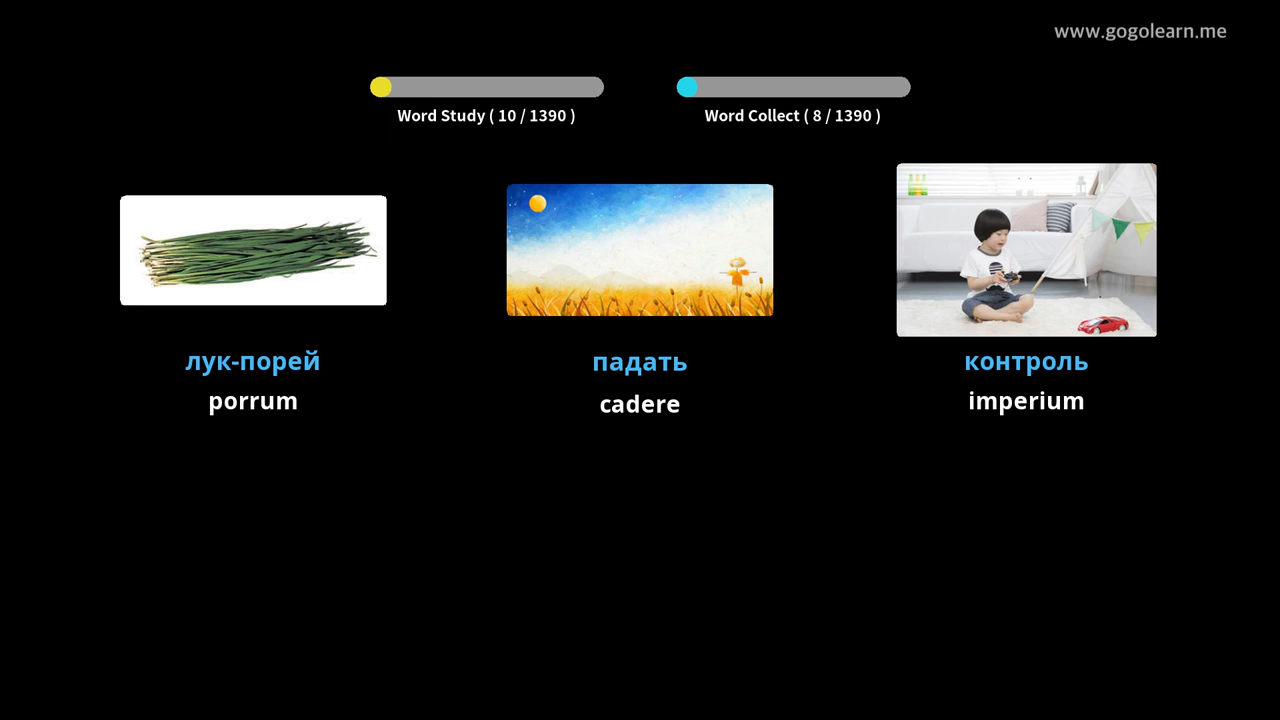 www.gogolearn.me
Word Study ( 10 / 1390 )
Word Collect ( 8 / 1390 )
лук-порей
porrum
падать
cadere
контроль
imperium